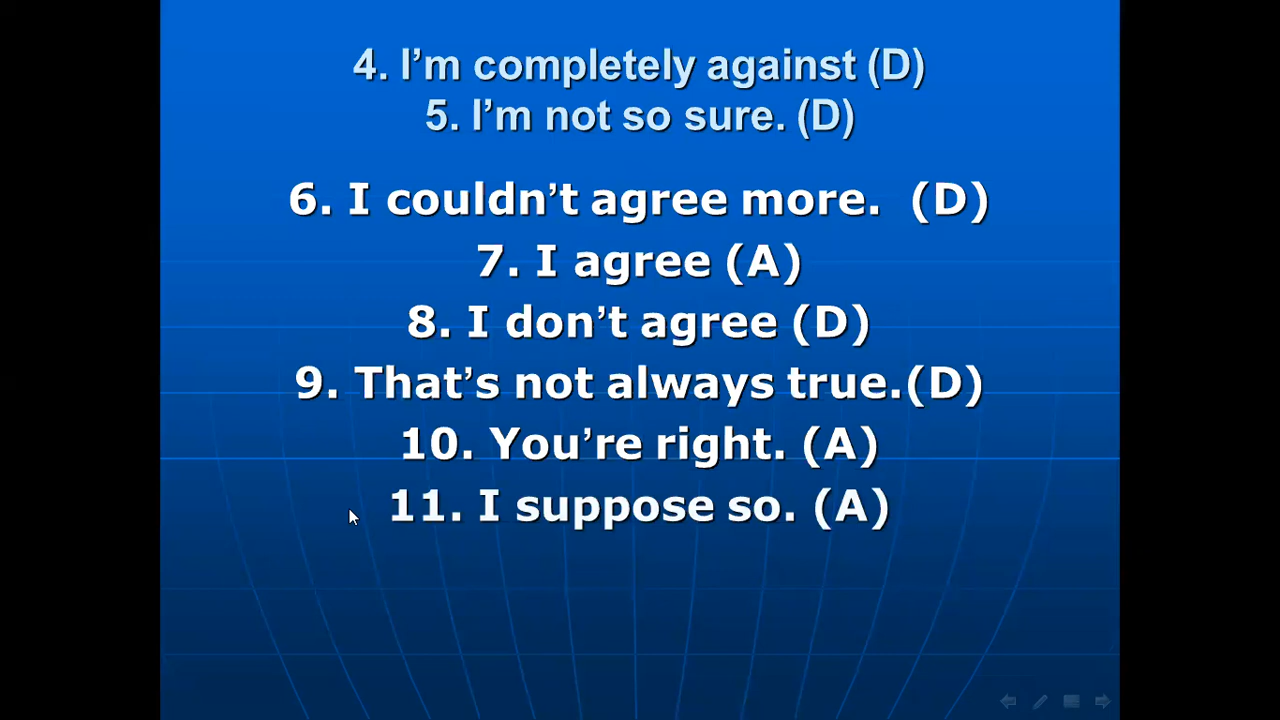 4. I’m completely against (D)
5. I’m not so sure. (D)
6. I couldn’t agree more.  (D)
7. I agree (A)
8. I don’t agree (D)
9. That’s not always true.(D)
10. You’re right. (A)
11. I suppose so. (A)